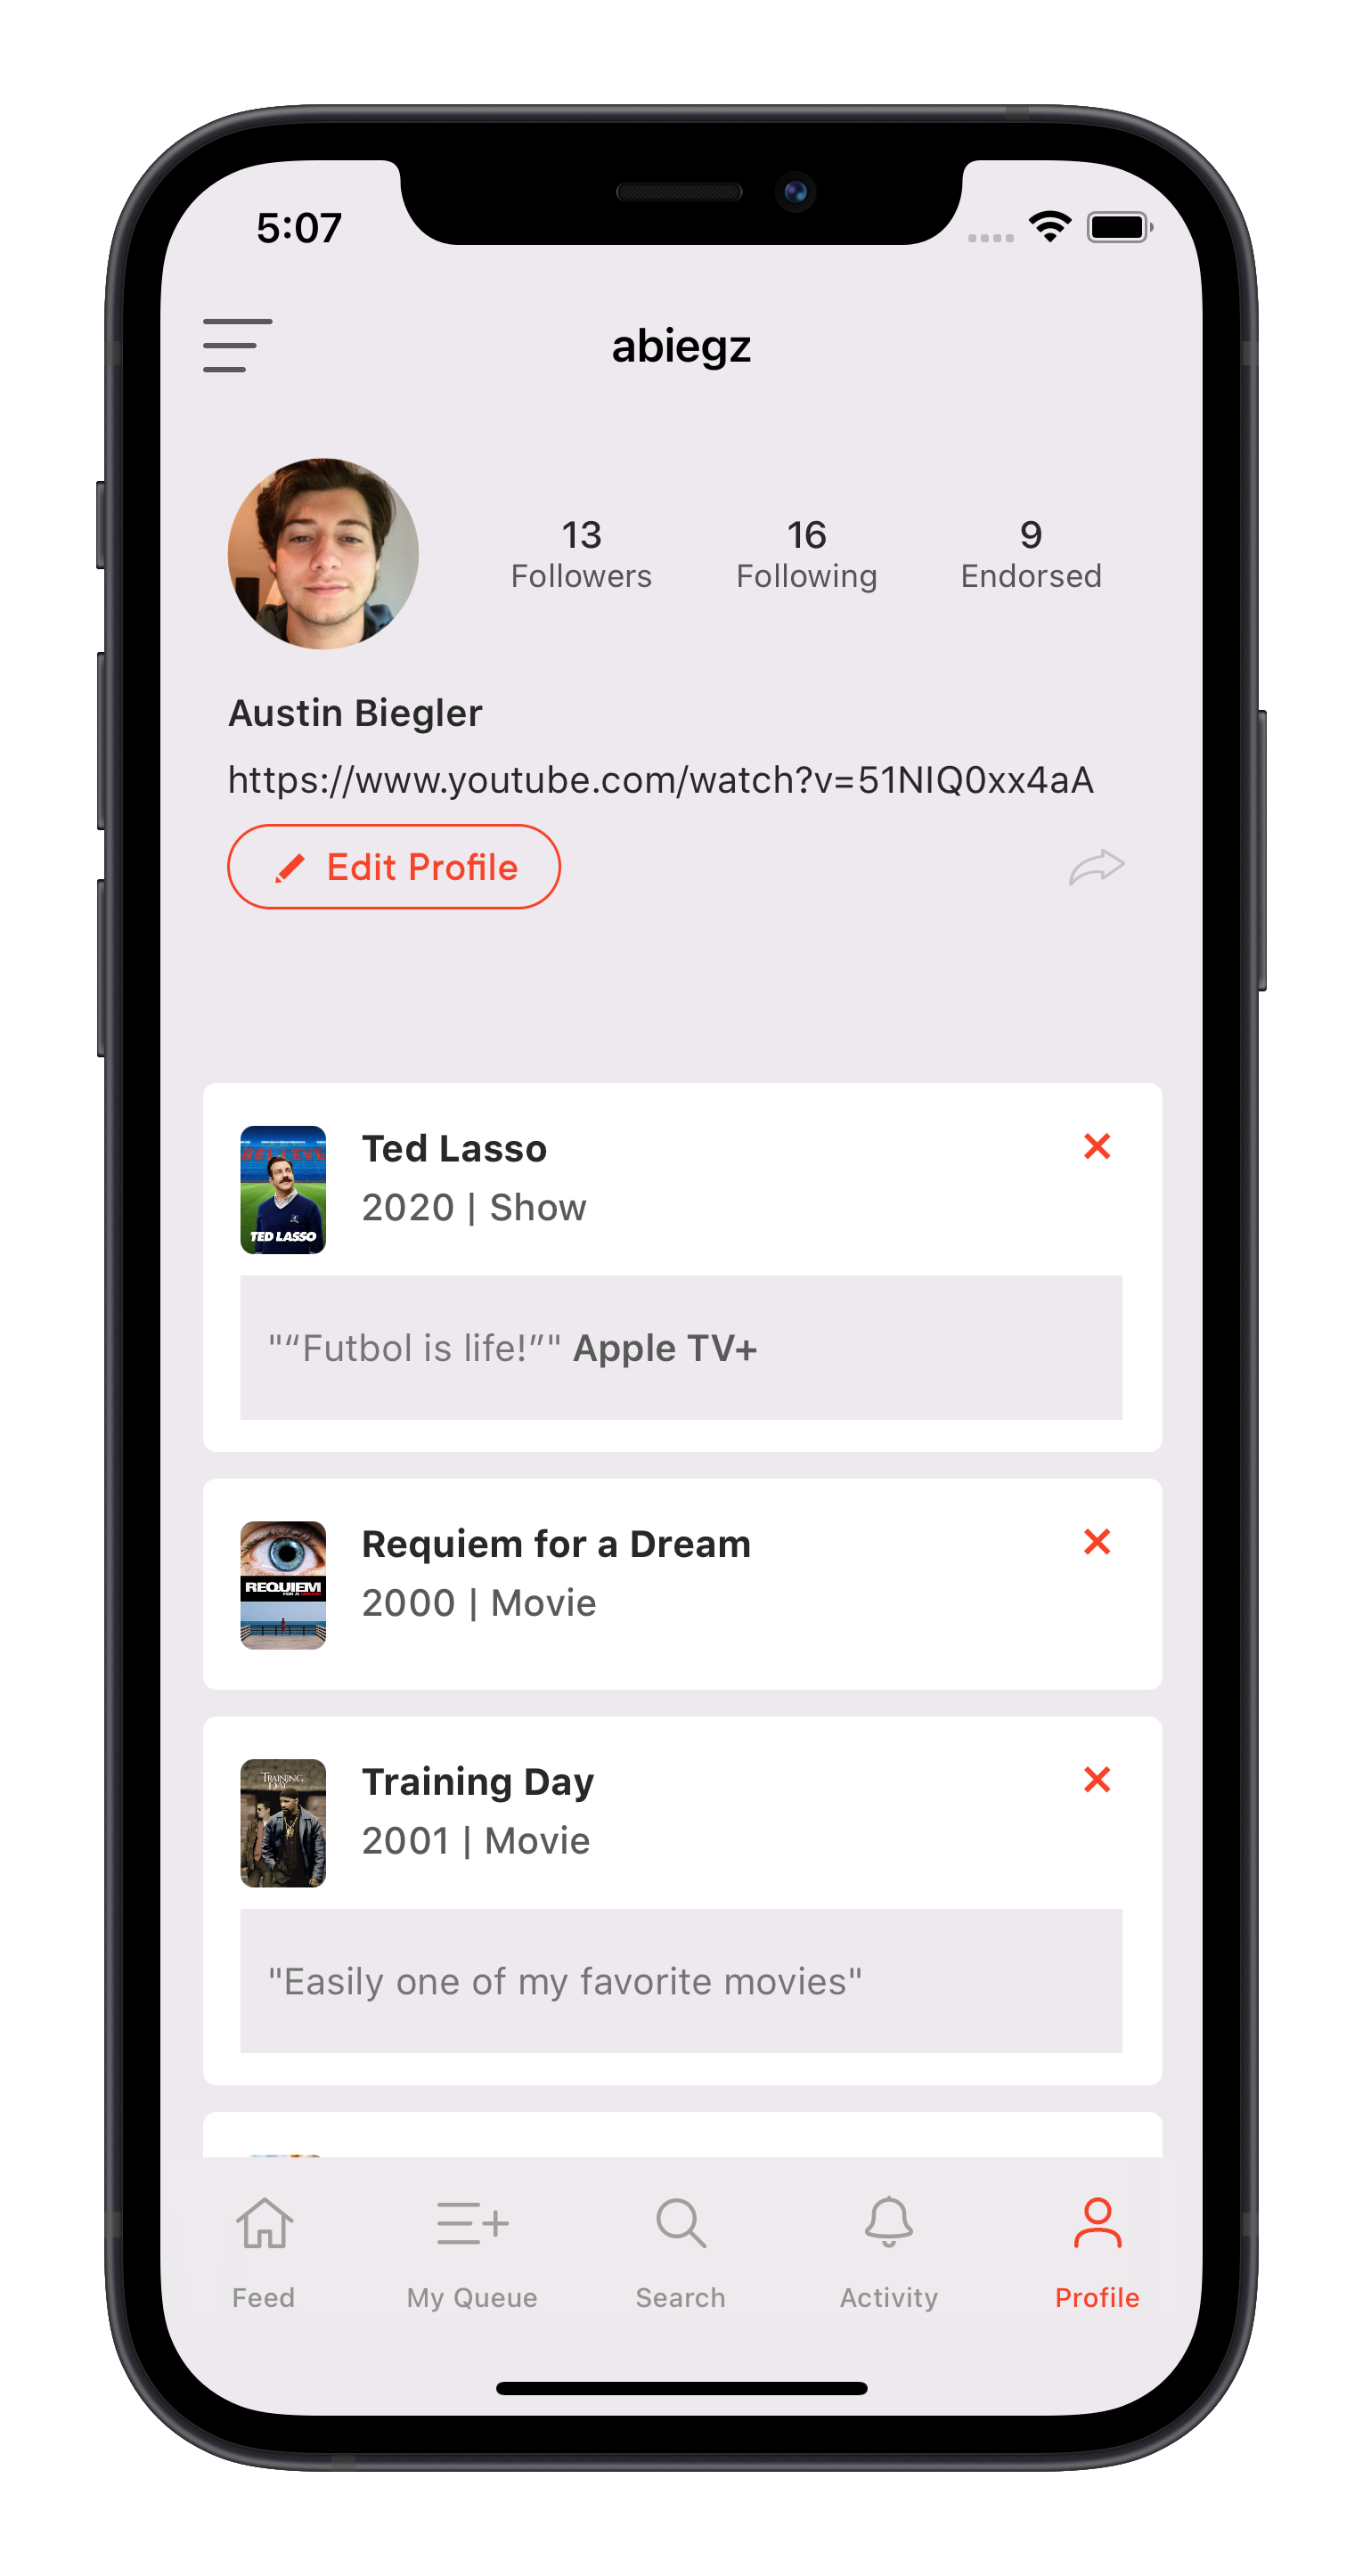 5:07
abiegz
13
Followers
16
Following
9
Endorsed
Austin Biegler
https://www.youtube.com/watch?v=51NIQ0xx4aA
Edit Profile
BELIEVE
TED LASSO
Ted Lasso
2020 | Show
"“Futbol is life!”" Apple TV+
REQUIEM
FOR A DREAM
Requiem for a Dream
2000 | Movie
TRAINING
DAY
Training Day
2001 | Movie
"Easily one of my favorite movies"
Feed
My Queue
Search
Activity
Profile